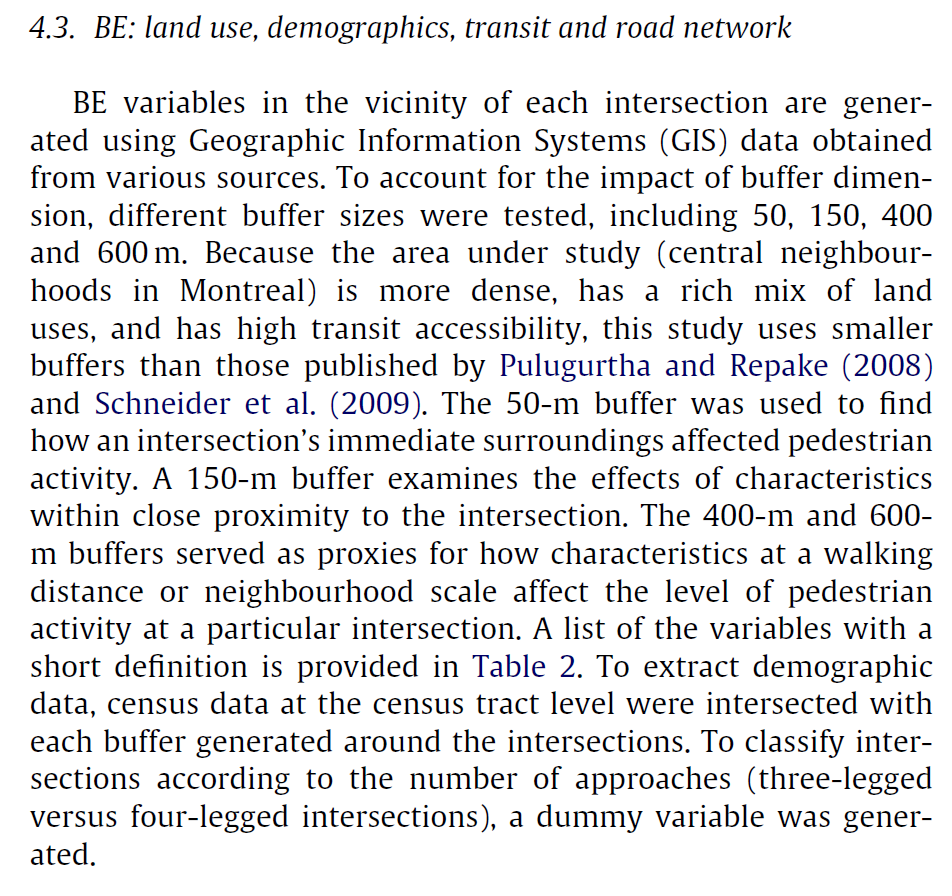 4.3. BE: land use, demographics, transit and road network
BE variables in the vicinity of each intersection are gener-
ated using Geographic Information Systems (GIS) data obtained
from various sources. To account for the impact of buffer dimen-
sion, different buffer sizes were tested, including 50, 150, 400
and 600 m. Because the area under study (central neighbour-
hoods in Montreal) is more dense, has a rich mix of land
uses, and has high transit accessibility, this study uses smaller
buffers than those published by Pulugurtha and Repake (2008)
and Schneider et al. (2009). The 50-m buffer was used to find
how an intersection's immediate surroundings affected pedestrian
activity. A 150-m buffer examines the effects of characteristics
within close proximity to the intersection. The 400-m and 600-
m buffers served as proxies for how characteristics at a walking
distance or neighbourhood scale affect the level of pedestrian
activity at a particular intersection. A list of the variables with a
short definition is provided in Table 2. To extract demographic
data, census data at the census tract level were intersected with
each buffer generated around the intersections. To classify inter-
sections according to the number of approaches (three-legged
versus four-legged intersections), a dummy variable was gener-
ated.